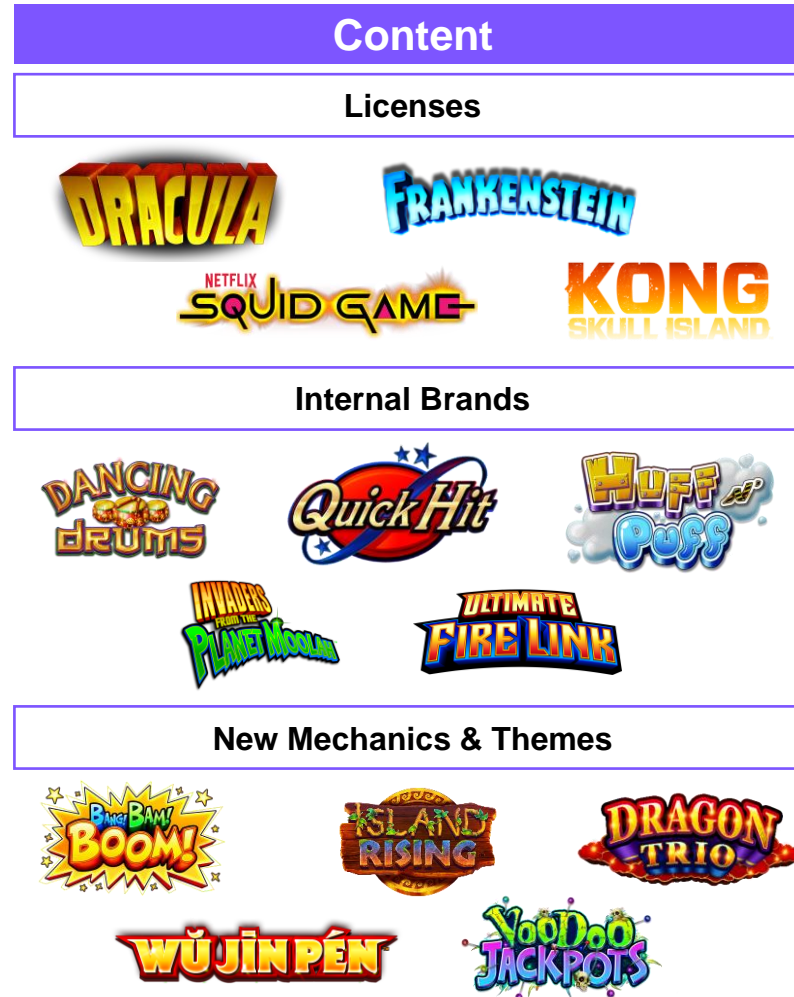 Content
Licenses
DRACULA
FRANKENSTEIN
NETFLIX
SQUID GAME
KONG
SKULL ISLAND
Internal Brands
DANCING
DRUMS
Quick Hit
HUFF N'
PUFF
INVADERS
FROM THE
PLANET MOOLAH
ULTIMATE
FIRE LINK
New Mechanics & Themes
BANG! BAM!
BOOM!
ISLAND
RISING
DRAGON
TRIO
WǓ JĪN PÉN
VOODOO
JACKPOTS